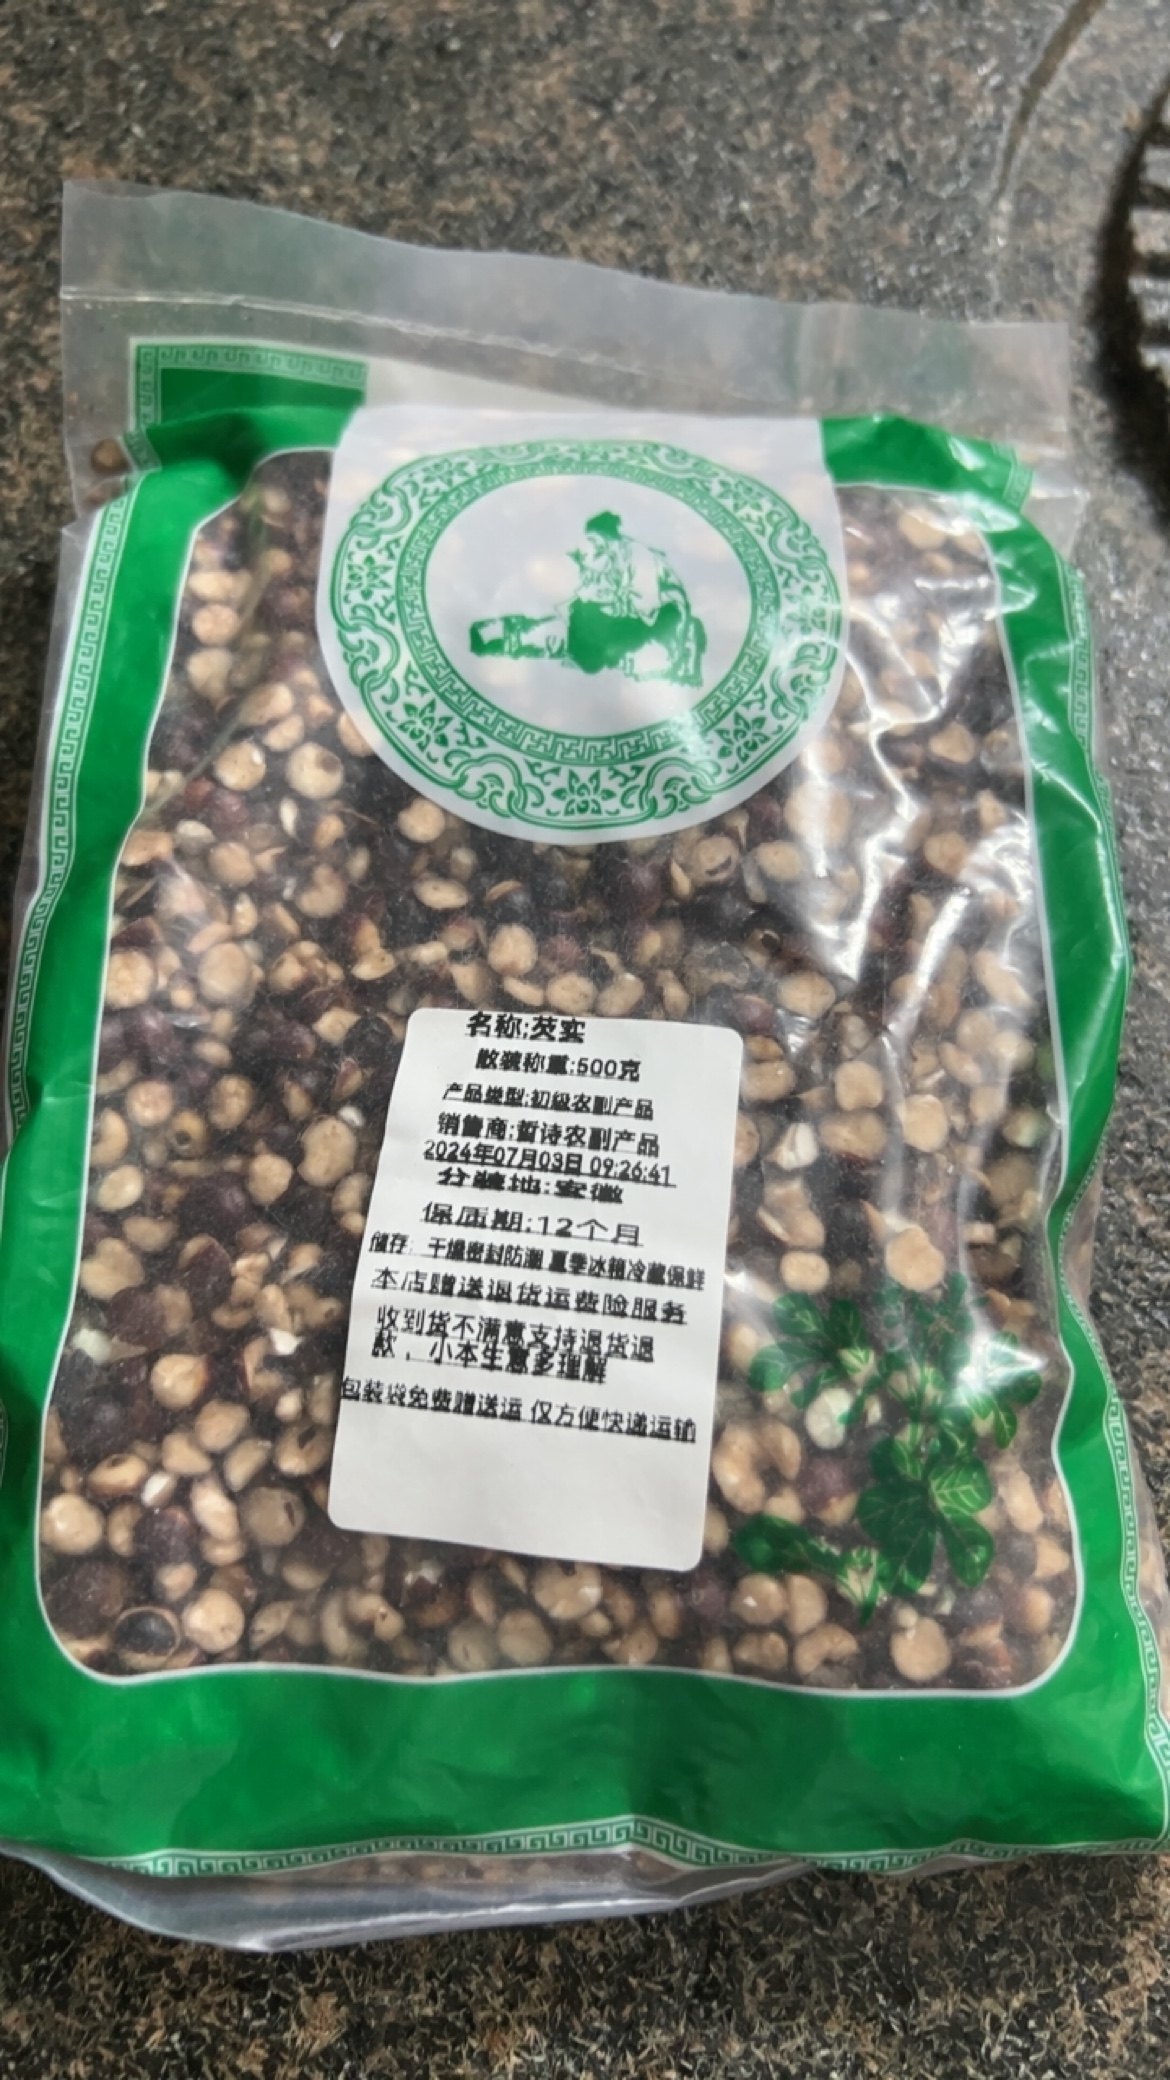 名称:芡实
散装称重:500克
产品类型:初级农副产品
销售商:哲诗农副产品
2024年07月03日 09:26:41
分装地:安徽
保质期:12个月
储存: 干燥密封防潮 夏季冰箱冷藏保鲜
本店赠送退货运费险服务
收到货不满意支持退货退
款，小本生意多理解
包装袋免费赠送运 仅方便快递运输